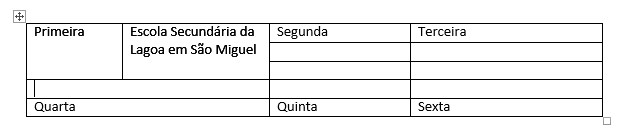 Primeira
Escola Secundária da
Lagoa em São Miguel
Segunda
Terceira
Quarta
Quinta
Sexta